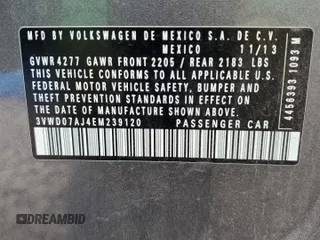 MFD BY VOLKSWAGEN DE MEXICO S.A. DE C.V.
MEXICO 11/13
GVWR 4277 GAWR FRONT 2205 / REAR 2183 LBS
THIS VEHICLE CONFORMS TO ALL APPLICABLE U.S.
FEDERAL MOTOR VEHICLE SAFETY, BUMPER AND THEFT
PREVENTION STANDARDS IN EFFECT ON THE DATE OF
MANUFACTURE SHOWN ABOVE.
3VWD07AJ4EM239120 PASSENGER CAR
4456393 1093 M
DREAMBID